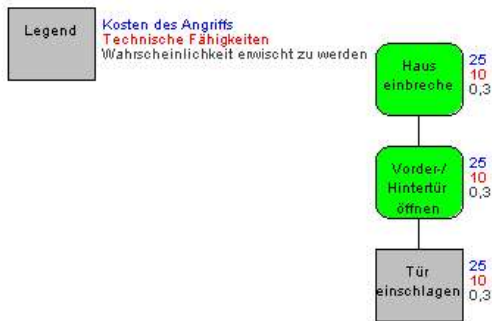 Legend
Kosten des Angriffs
Technische Fähigkeiten
Wahrscheinlichkeit erwischt zu werden
Haus
einbreche
25
10
0,3
Vorder-/
Hintertür
öffnen
25
10
0,3
Tür
einschlagen
25
10
0,3